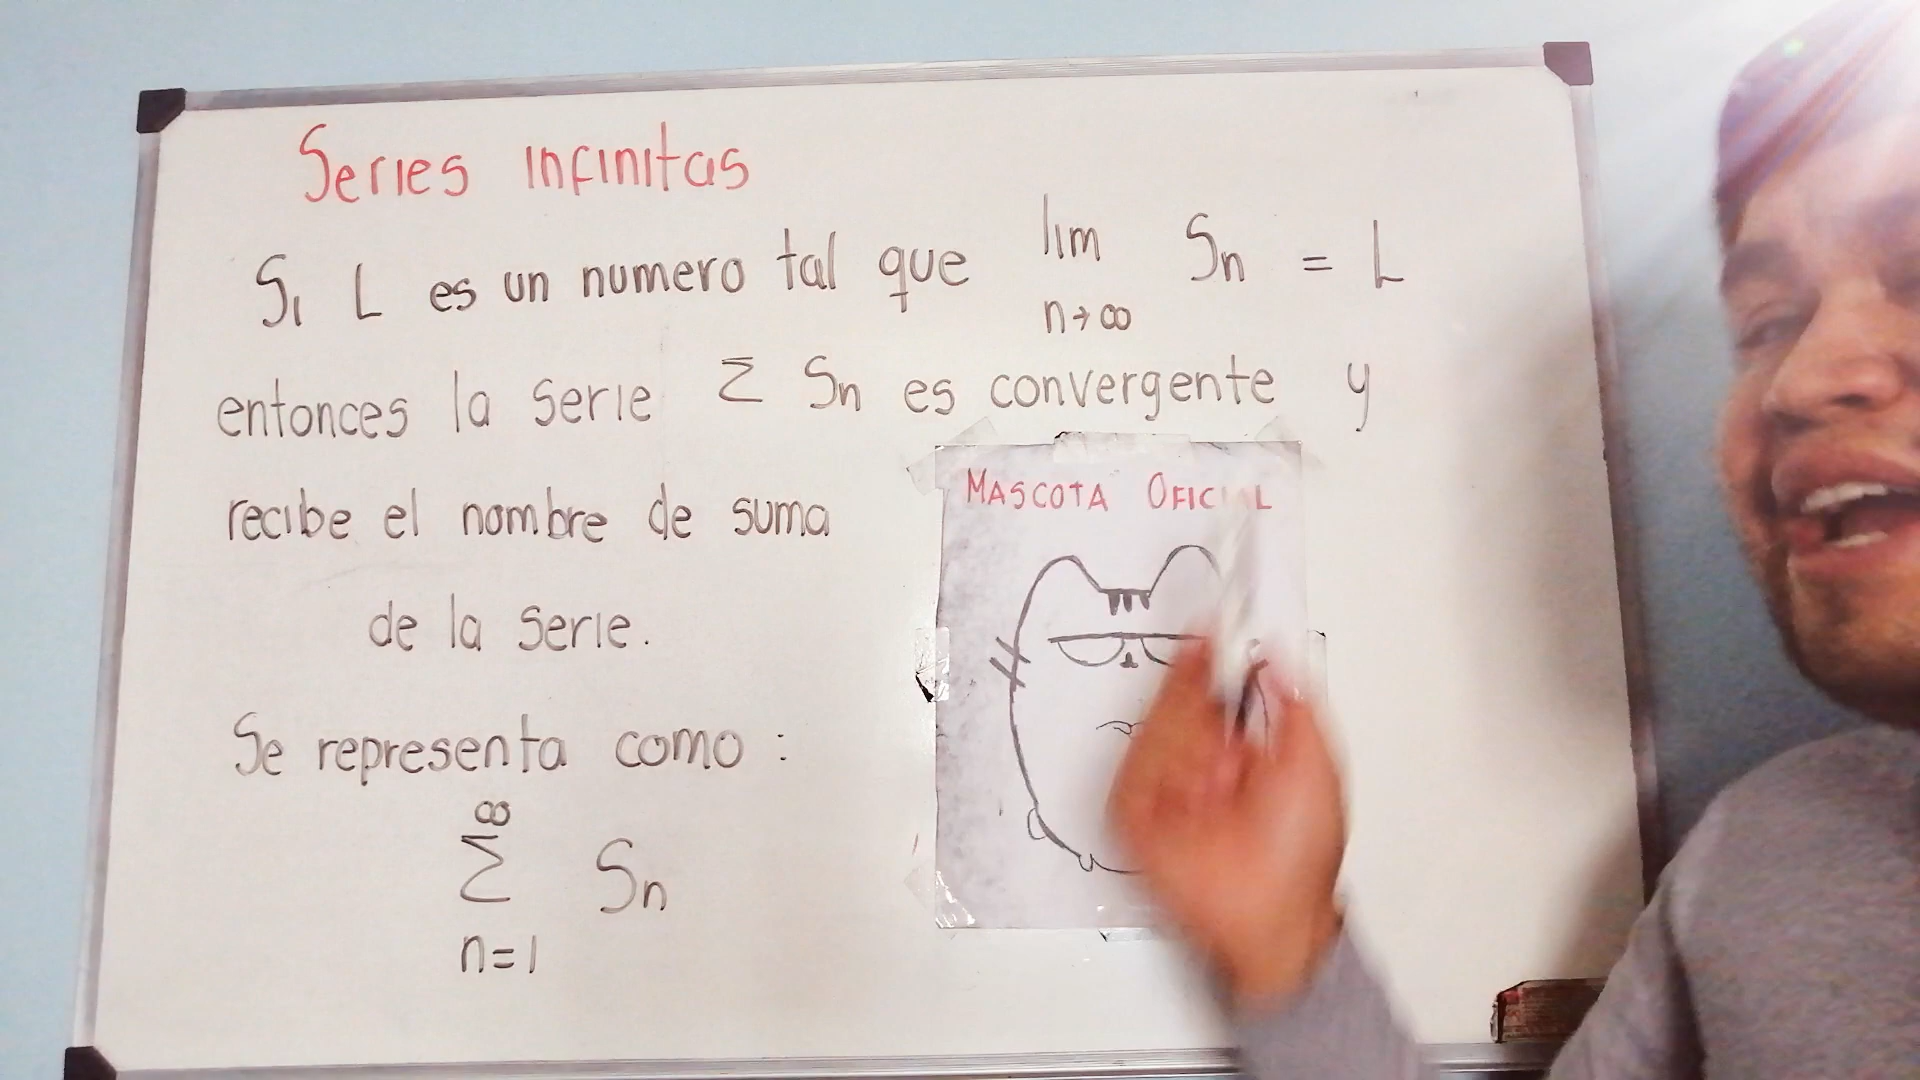 Series infinitas
Si L es un numero tal que lim Sn = L
n→∞
entonces la serie Σ Sn es convergente y
recibe el nombre de suma
de la serie.
Se representa como :
∞
Σ Sn
n=1
MASCOTA OFICIAL